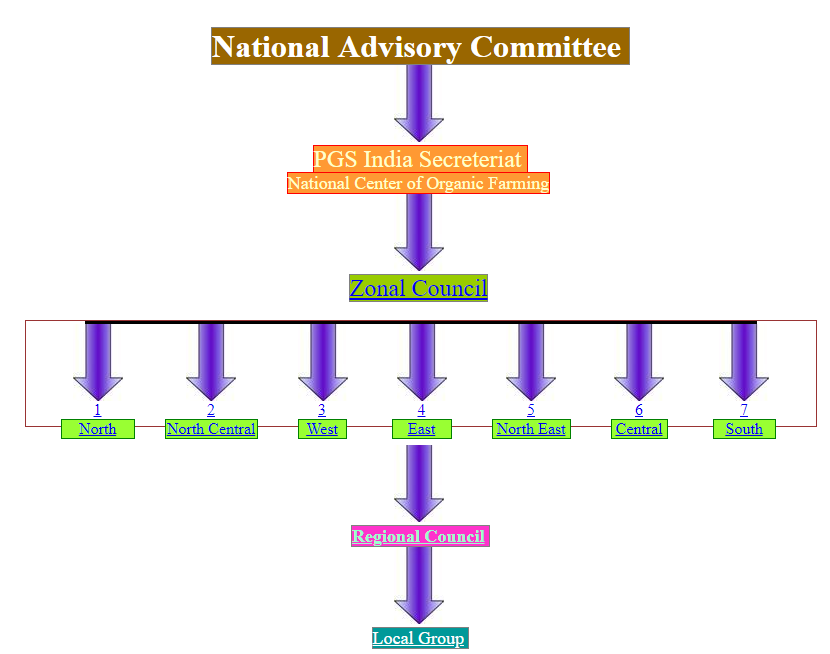 National Advisory Committee
PGS India Secreteriat
National Center of Organic Farming
Zonal Council
1 2 3 4 5 6 7
North North Central West East North East Central South
Regional Council
Local Group